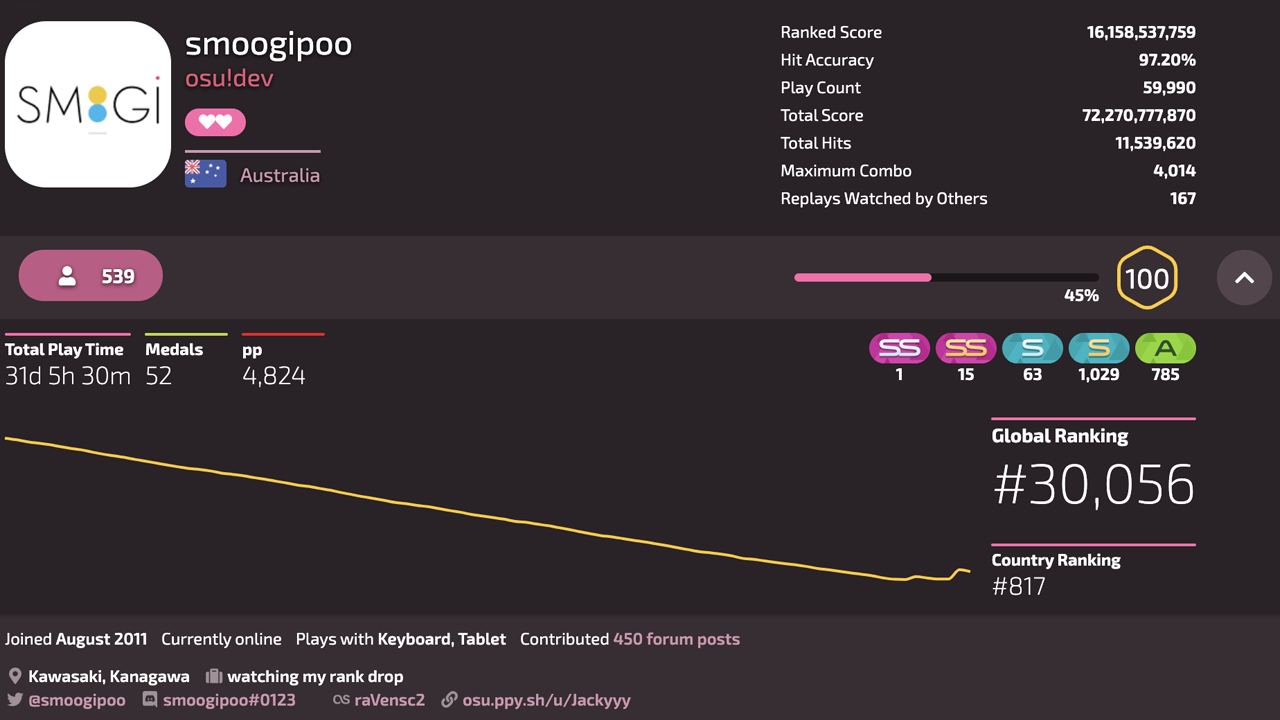 SMOGi
smoogipoo
osu!dev
Australia
Ranked Score 16,158,537,759
Hit Accuracy 97.20%
Play Count 59,990
Total Score 72,270,777,870
Total Hits 11,539,620
Maximum Combo 4,014
Replays Watched by Others 167
539
45%
100
Total Play Time Medals pp
31d 5h 30m 52 4,824
SS SS S S A
1 15 63 1,029 785
Global Ranking
#30,056
Country Ranking
#817
Joined August 2011 Currently online Plays with Keyboard, Tablet Contributed 450 forum posts
Kawasaki, Kanagawa watching my rank drop
@smoogipoo smoogipoo#0123 raVensc2 osu.ppy.sh/u/Jackyyy